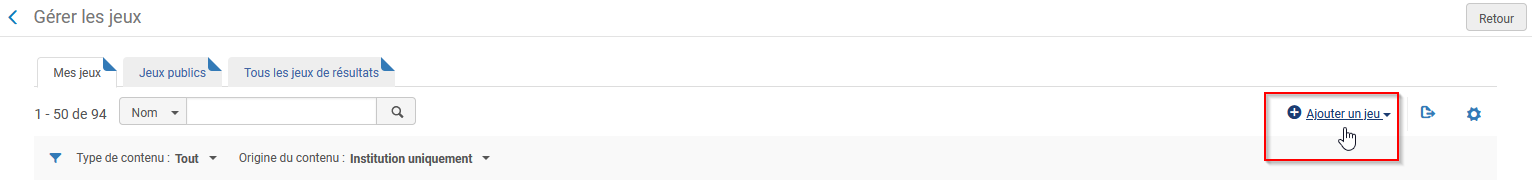 Gérer les jeux
Retour
Mes jeux Jeux publics Tous les jeux de résultats
1 - 50 de 94 Nom Ajouter un jeu
Type de contenu : Tout Origine du contenu : Institution uniquement